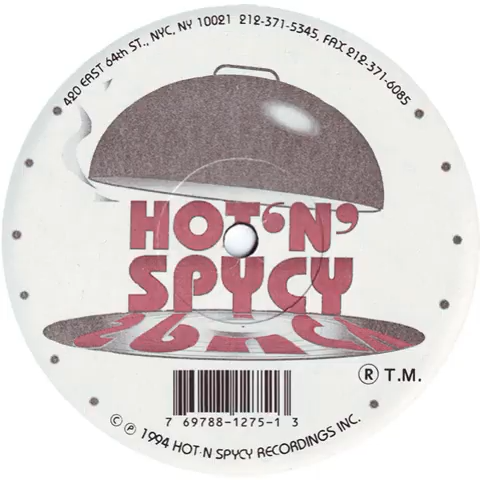 420 EAST 64th ST., NYC, NY 10021 212-371-5345, FAX 212-371-6085
HOT'N'
SPYCY
® T.M.
7 69788-1275-1 3
© ℗ 1994 HOT·N SPYCY RECORDINGS INC.